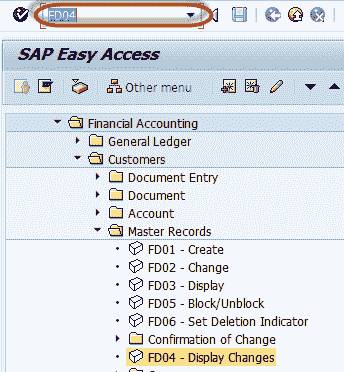 FD04
SAP Easy Access
Other menu
Financial Accounting
General Ledger
Customers
Document Entry
Document
Account
Master Records
FD01 - Create
FD02 - Change
FD03 - Display
FD05 - Block/Unblock
FD06 - Set Deletion Indicator
Confirmation of Change
FD04 - Display Changes